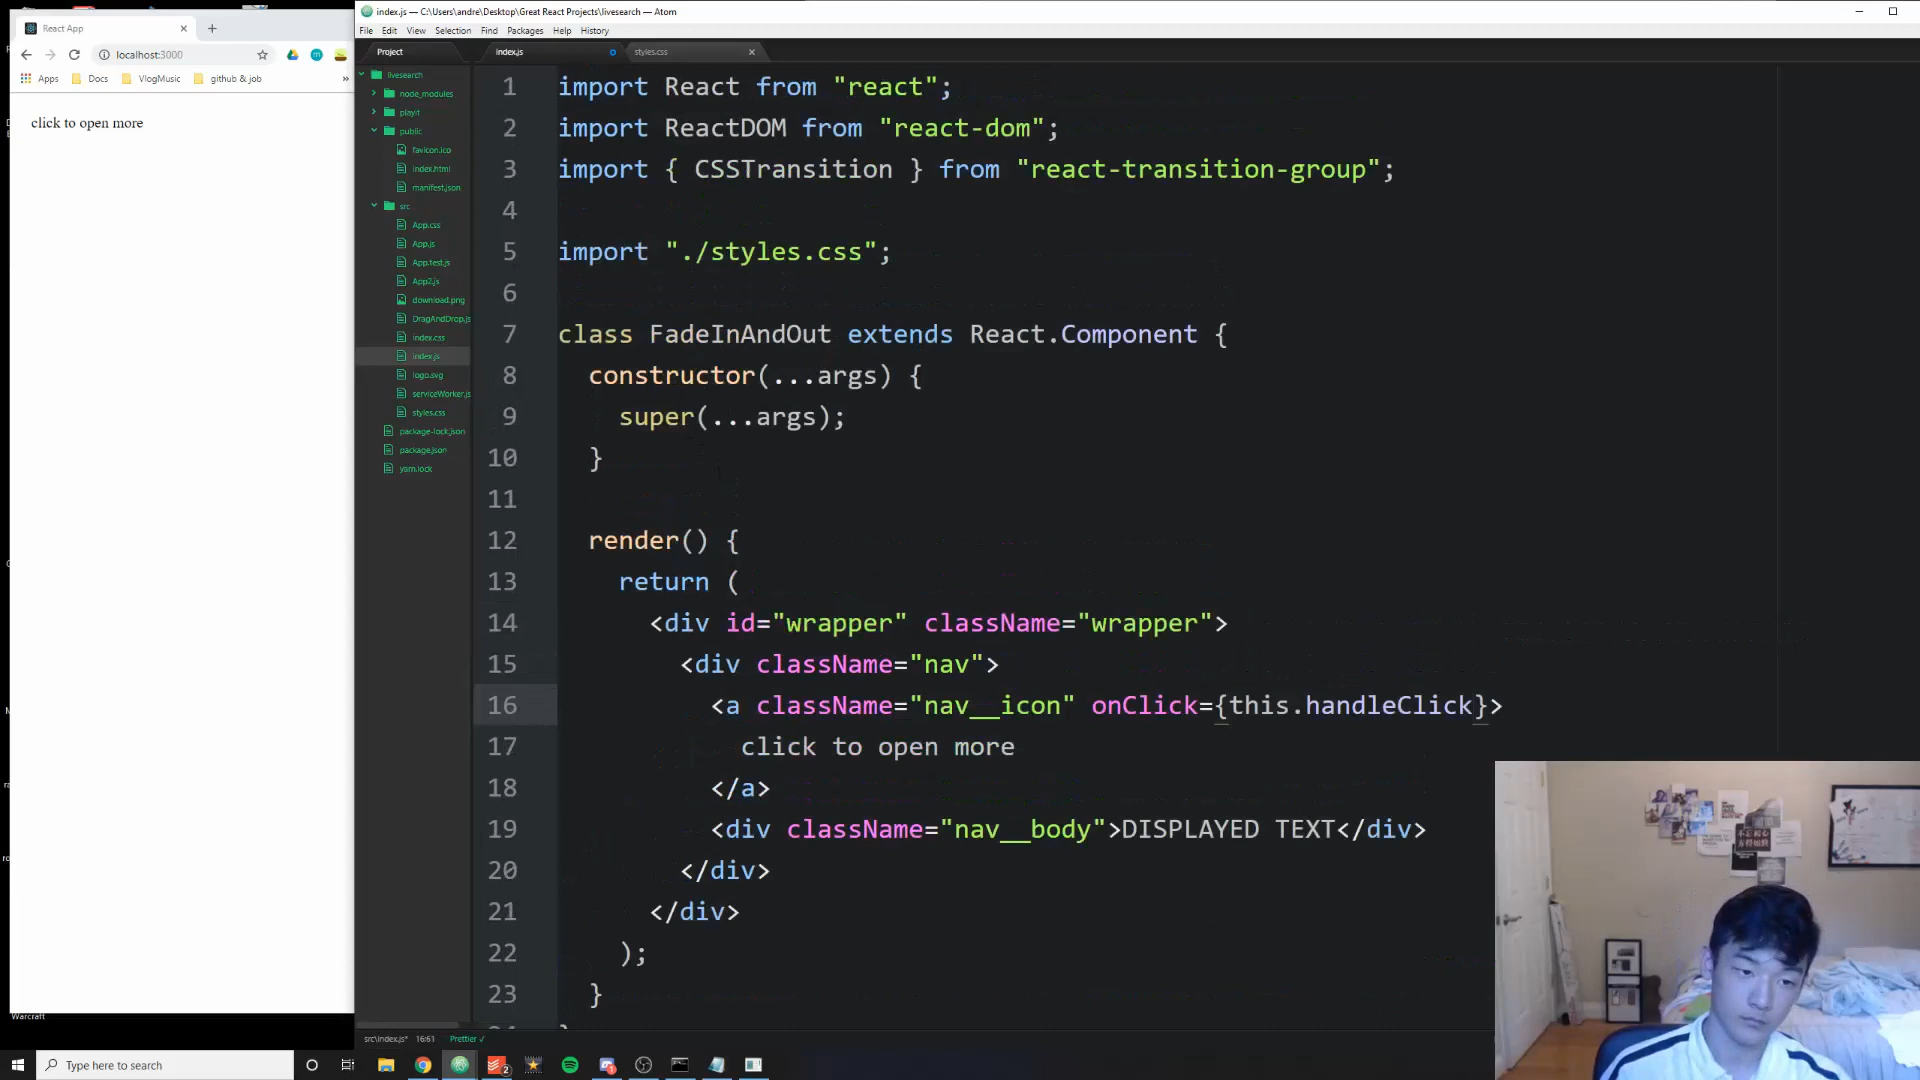 React App
localhost:3000
Apps
Docs
VlogMusic
github & job
»
click to open more
index.js — C:\Users\andre\Desktop\Great React Projects\livesearch — Atom
File Edit View Selection Find Packages Help History
Project
index.js
styles.css
livesearch
node_modules
playit
public
favicon.ico
index.html
manifest.json
src
App.css
App.js
App.test.js
App2.js
download.png
DragAndDrop.js
index.css
index.js
logo.svg
serviceWorker.js
styles.css
package-lock.json
package.json
yarn.lock
1 import React from "react";
2 import ReactDOM from "react-dom";
3 import { CSSTransition } from "react-transition-group";
4
5 import "./styles.css";
6
7 class FadeInAndOut extends React.Component {
8 constructor(...args) {
9 super(...args);
10 }
11
12 render() {
13 return (
14 <div id="wrapper" className="wrapper">
15 <div className="nav">
16 <a className="nav__icon" onClick={this.handleClick}>
17 click to open more
18 </a>
19 <div className="nav__body">DISPLAYED TEXT</div>
20 </div>
21 </div>
22 );
23 }
src\index.js* 16:61 Prettier ✓
Warcraft
Type here to search
2